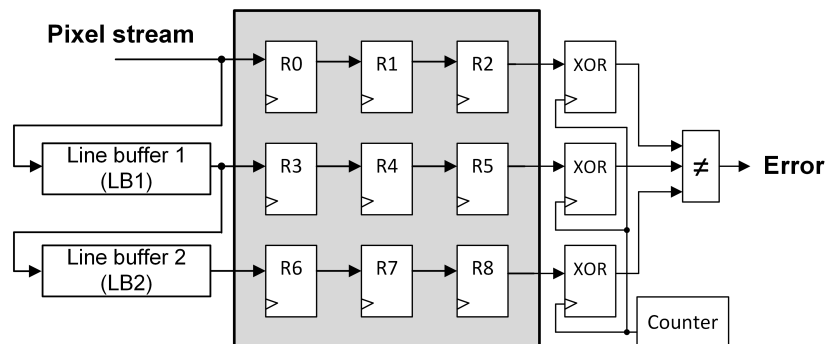 Pixel stream
R0 R1 R2 XOR
Line buffer 1
(LB1)
R3 R4 R5 XOR
≠ Error
Line buffer 2
(LB2)
R6 R7 R8 XOR
Counter